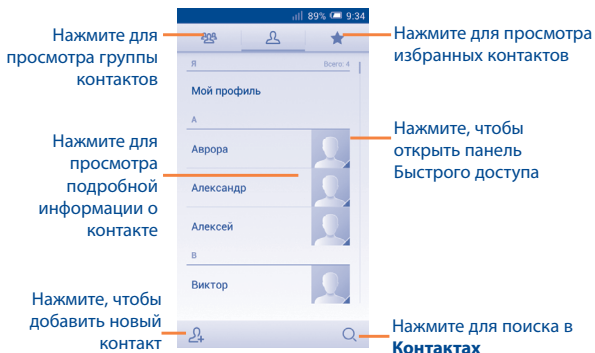 89% 9:34
Нажмите для
просмотра группы
контактов
Нажмите для просмотра
избранных контактов
Я Всего: 4
Мой профиль
А
Аврора
Нажмите, чтобы
открыть панель
Быстрого доступа
Нажмите для
просмотра
подробной
информации о
контакте
Александр
Алексей
В
Виктор
Нажмите, чтобы
добавить новый
контакт
Нажмите для поиска в
Контактах